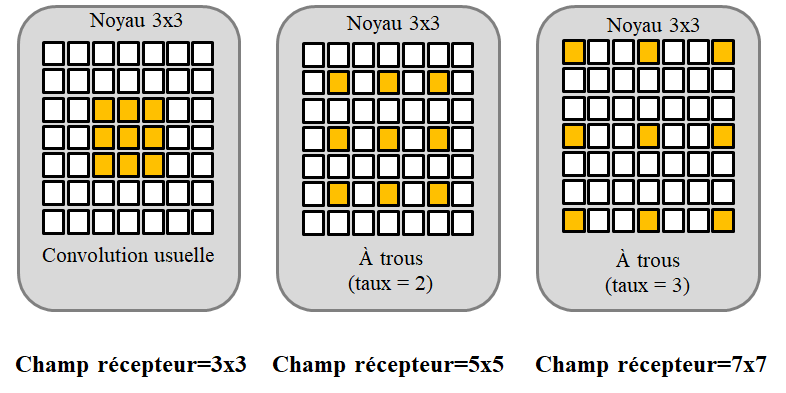 Noyau 3x3
Convolution usuelle
Champ récepteur=3x3
Noyau 3x3
À trous
(taux = 2)
Champ récepteur=5x5
Noyau 3x3
À trous
(taux = 3)
Champ récepteur=7x7